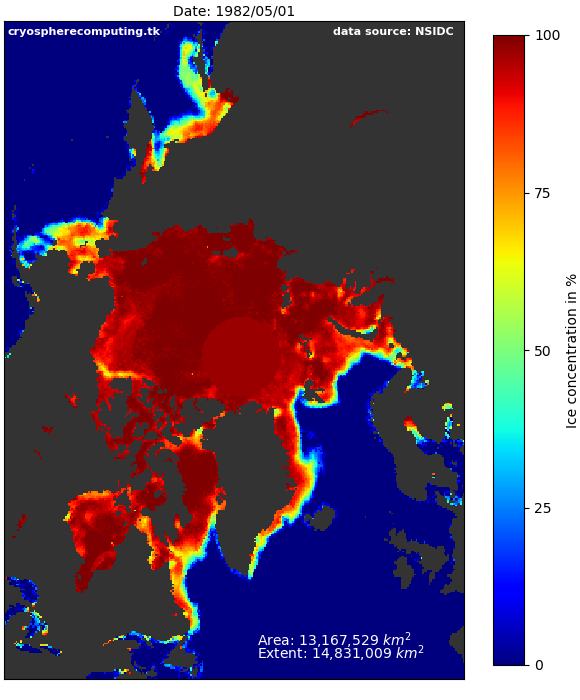 Date: 1982/05/01
cryospherecomputing.tk
data source: NSIDC
100
75
50
25
0
Ice concentration in %
Area: 13,167,529 km²
Extent: 14,831,009 km²